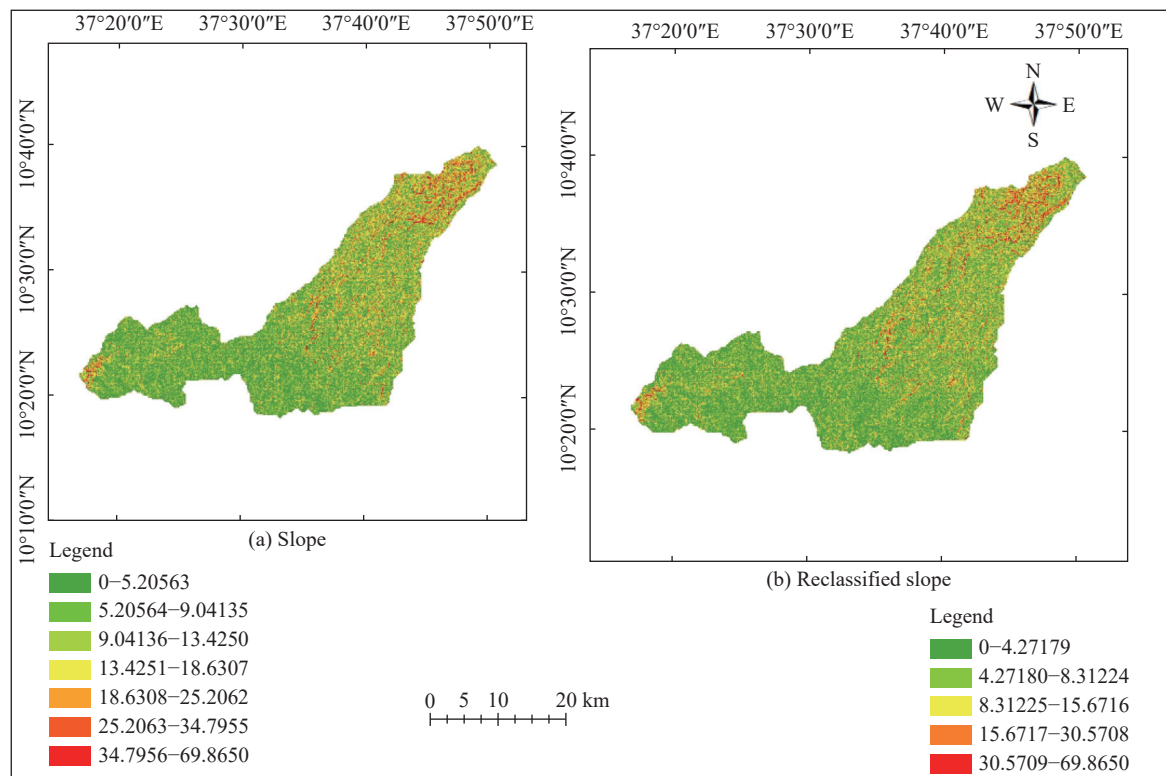 37°20′0″E 37°30′0″E 37°40′0″E 37°50′0″E
10°40′0″N
10°30′0″N
10°20′0″N
10°10′0″N
(a) Slope
Legend
0−5.20563
5.20564−9.04135
9.04136−13.4250
13.4251−18.6307
18.6308−25.2062
25.2063−34.7955
34.7956−69.8650
0 5 10 20 km
37°20′0″E 37°30′0″E 37°40′0″E 37°50′0″E
N
W E
S
10°40′0″N
10°30′0″N
10°20′0″N
(b) Reclassified slope
Legend
0−4.27179
4.27180−8.31224
8.31225−15.6716
15.6717−30.5708
30.5709−69.8650